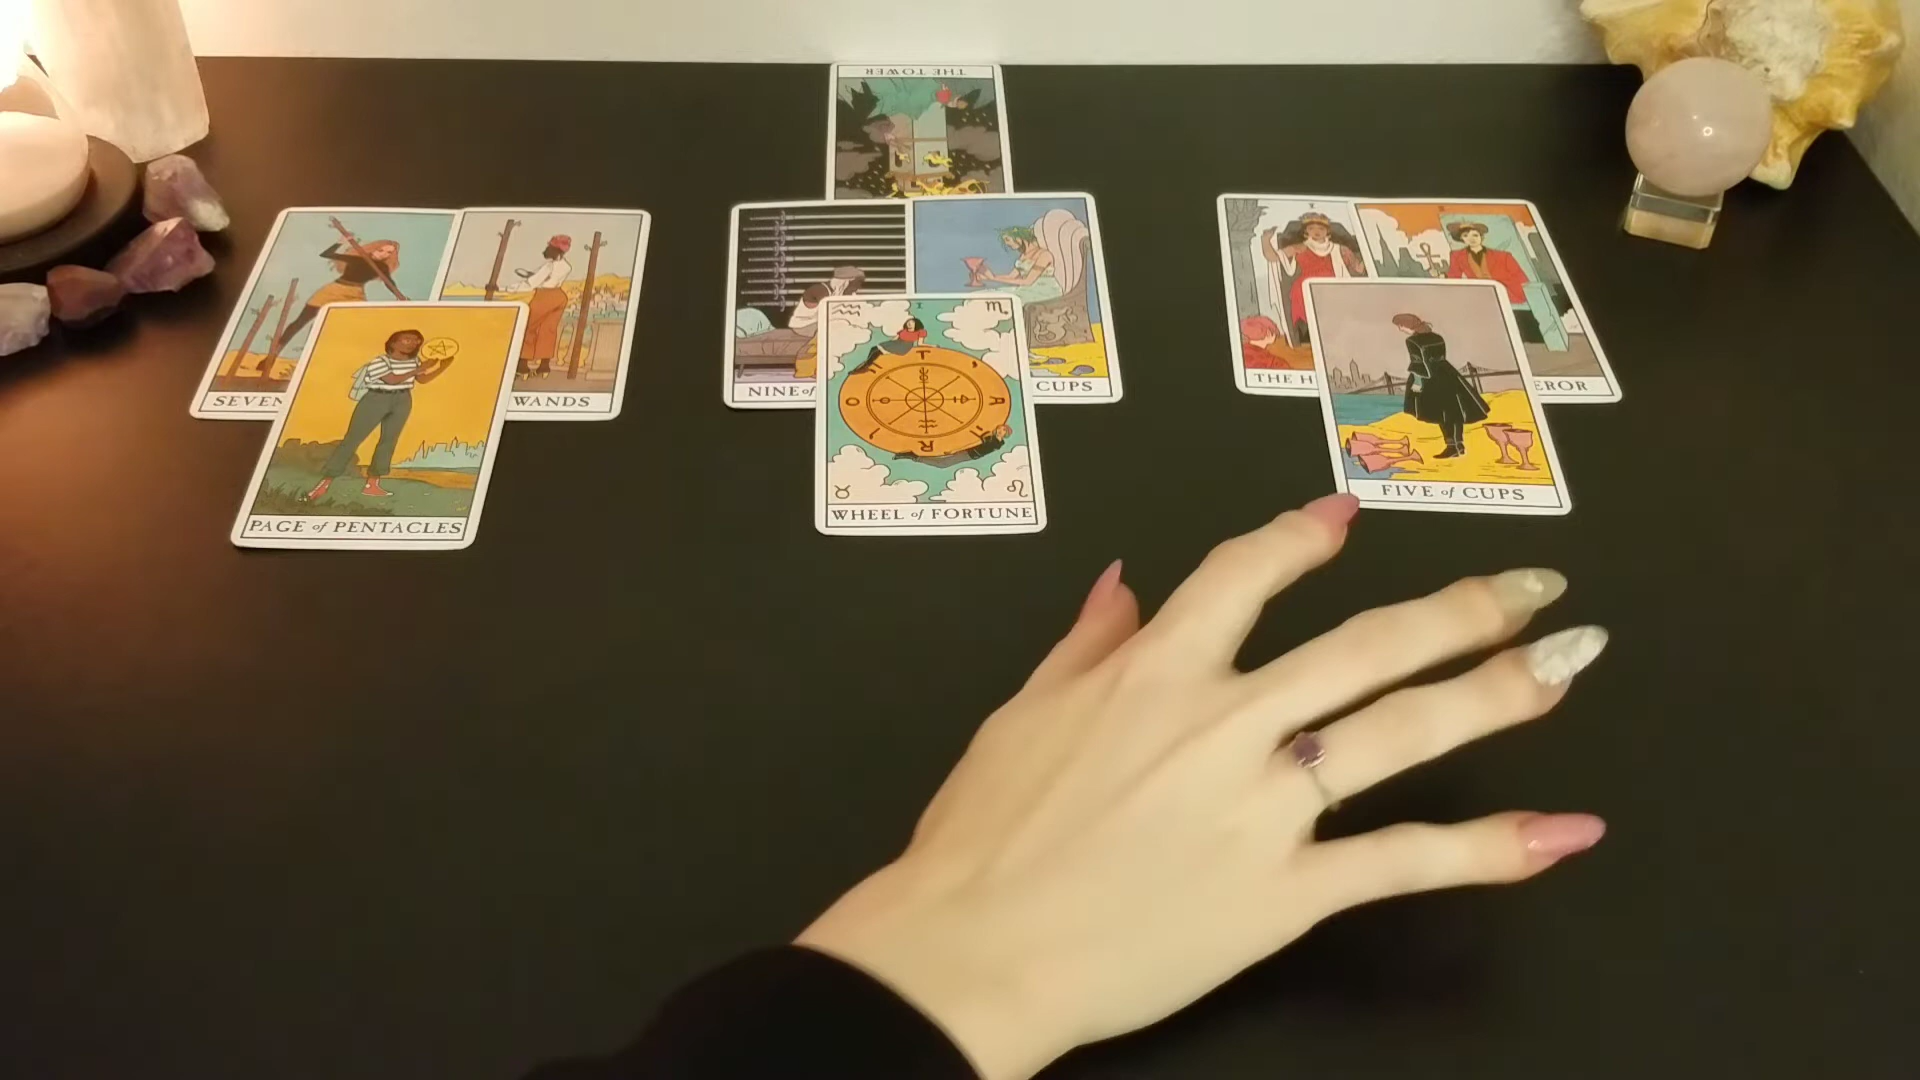 THE TOWER
SEVEN
WANDS
PAGE of PENTACLES
NINE of
CUPS
T A R O
WHEEL of FORTUNE
THE H
EROR
FIVE of CUPS